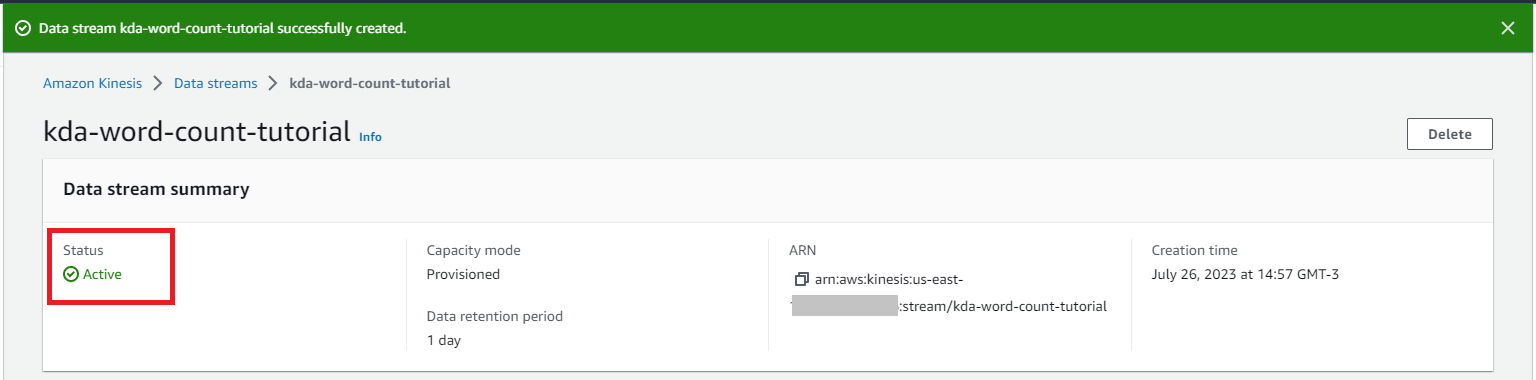 Data stream kda-word-count-tutorial successfully created.
Amazon Kinesis > Data streams > kda-word-count-tutorial
kda-word-count-tutorial Info
Delete
Data stream summary
Status
Active
Capacity mode
Provisioned
Data retention period
1 day
ARN
arn:aws:kinesis:us-east-
:stream/kda-word-count-tutorial
Creation time
July 26, 2023 at 14:57 GMT-3